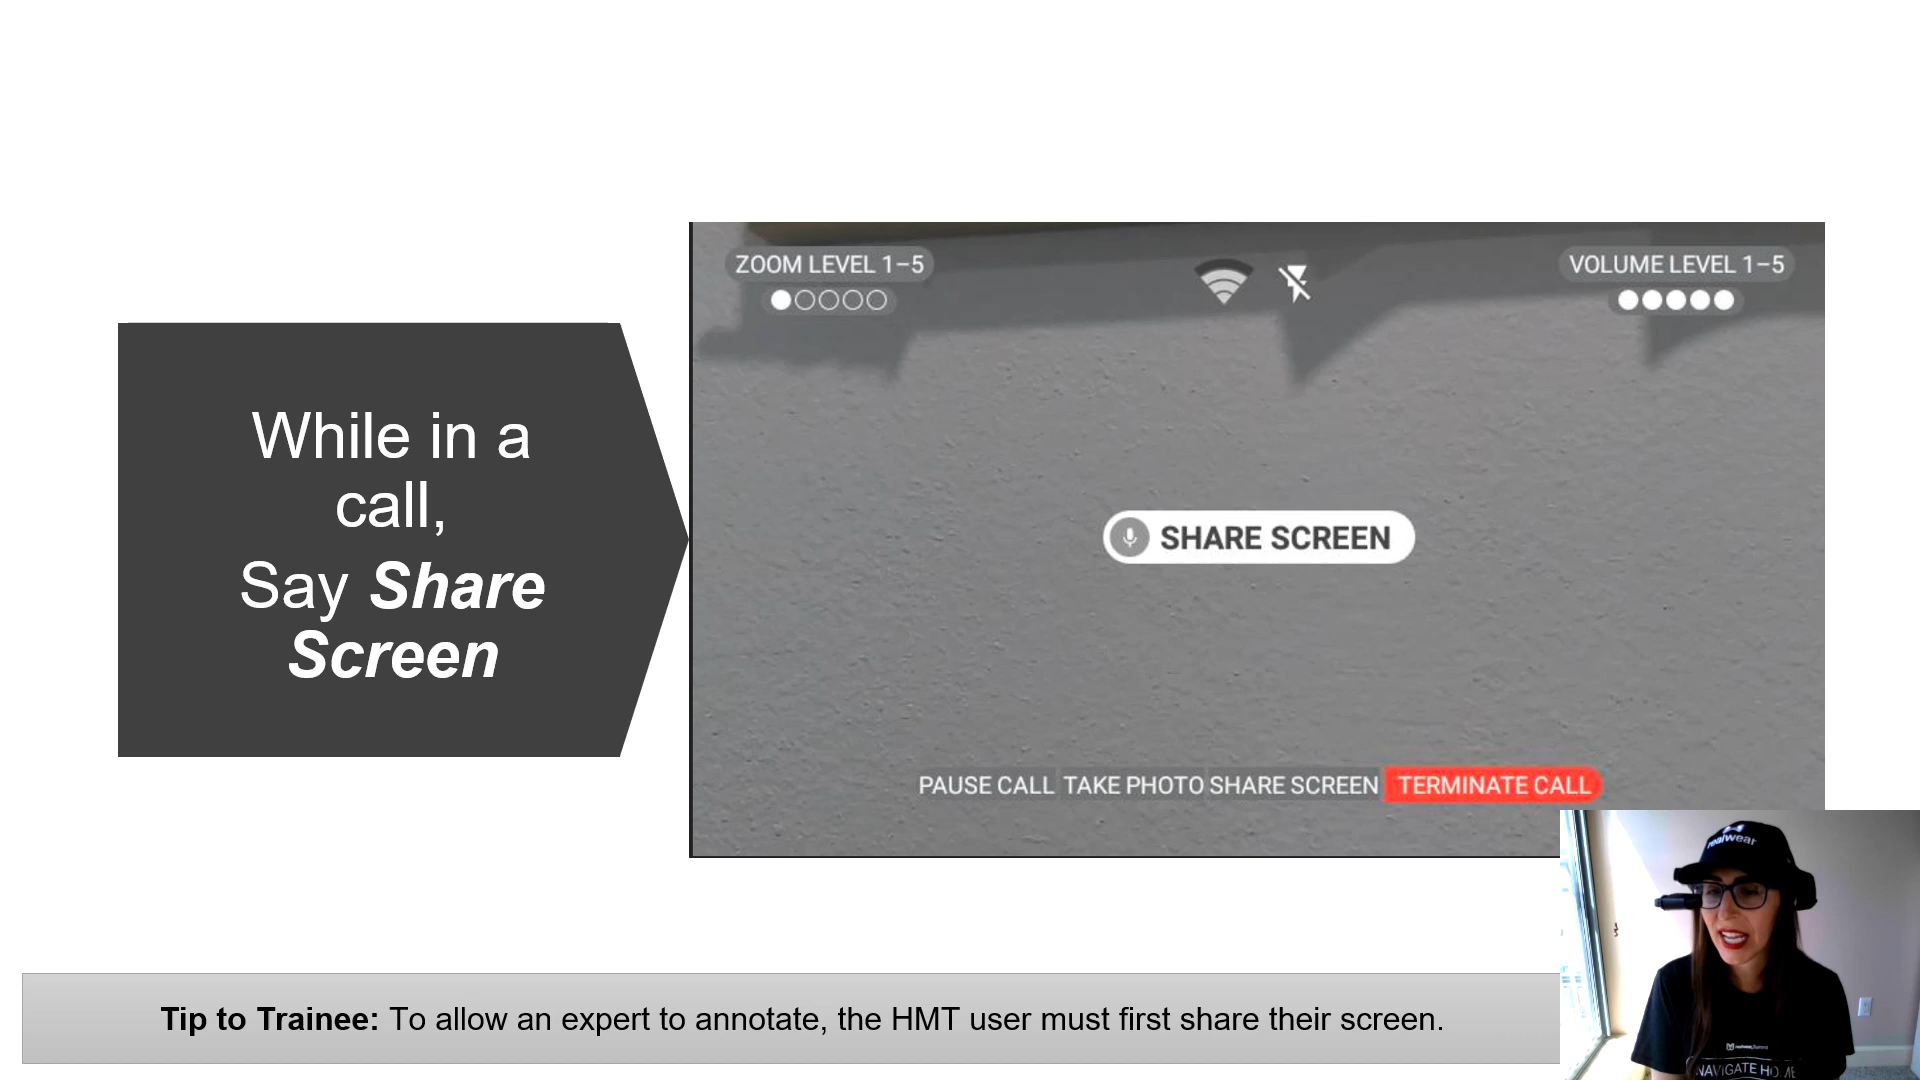 While in a
call,
Say Share
Screen
ZOOM LEVEL 1–5
VOLUME LEVEL 1–5
SHARE SCREEN
PAUSE CALL TAKE PHOTO SHARE SCREEN TERMINATE CALL
realwear
NAVIGATE HOME
Tip to Trainee: To allow an expert to annotate, the HMT user must first share their screen.